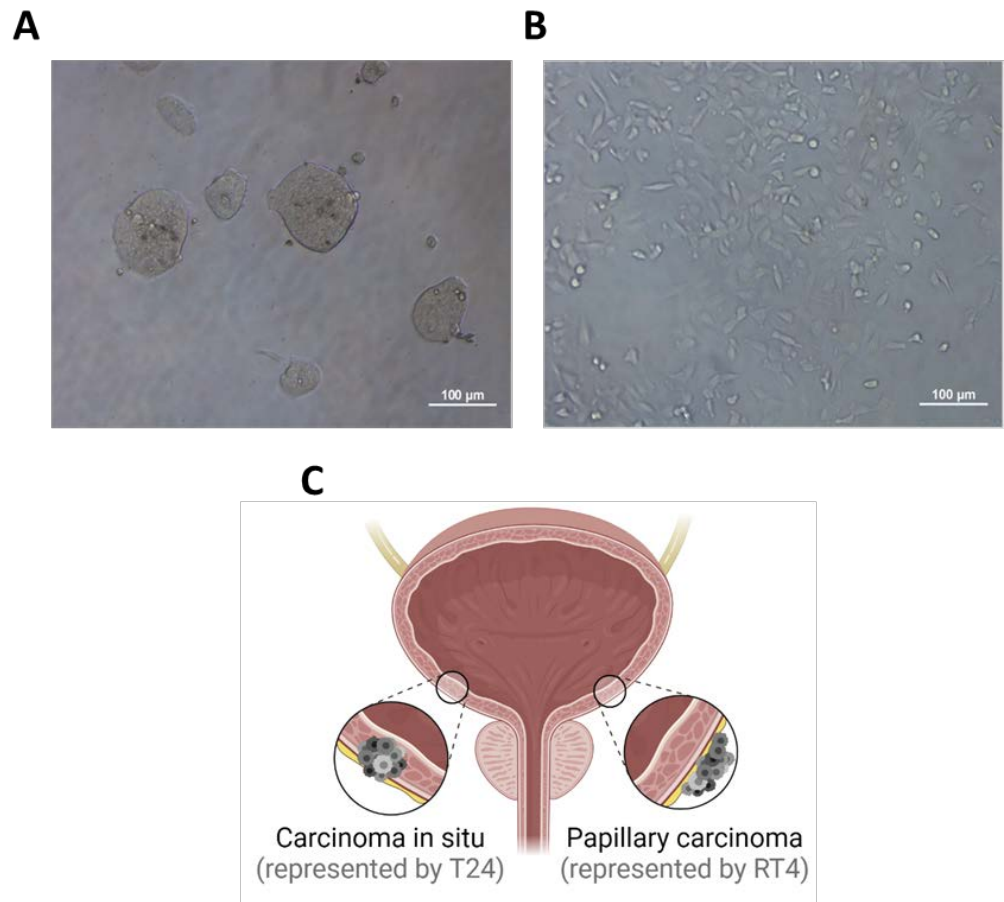 A
B
100 µm
100 µm
C
Carcinoma in situ
(represented by T24)
Papillary carcinoma
(represented by RT4)